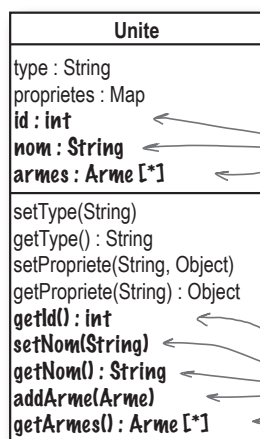 Unite
type : String
proprietes : Map
id : int
nom : String
armes : Arme [*]
setType(String)
getType() : String
setPropriete(String, Object)
getPropriete(String) : Object
getId() : int
setNom(String)
getNom() : String
addArme(Arme)
getArmes() : Arme [*]